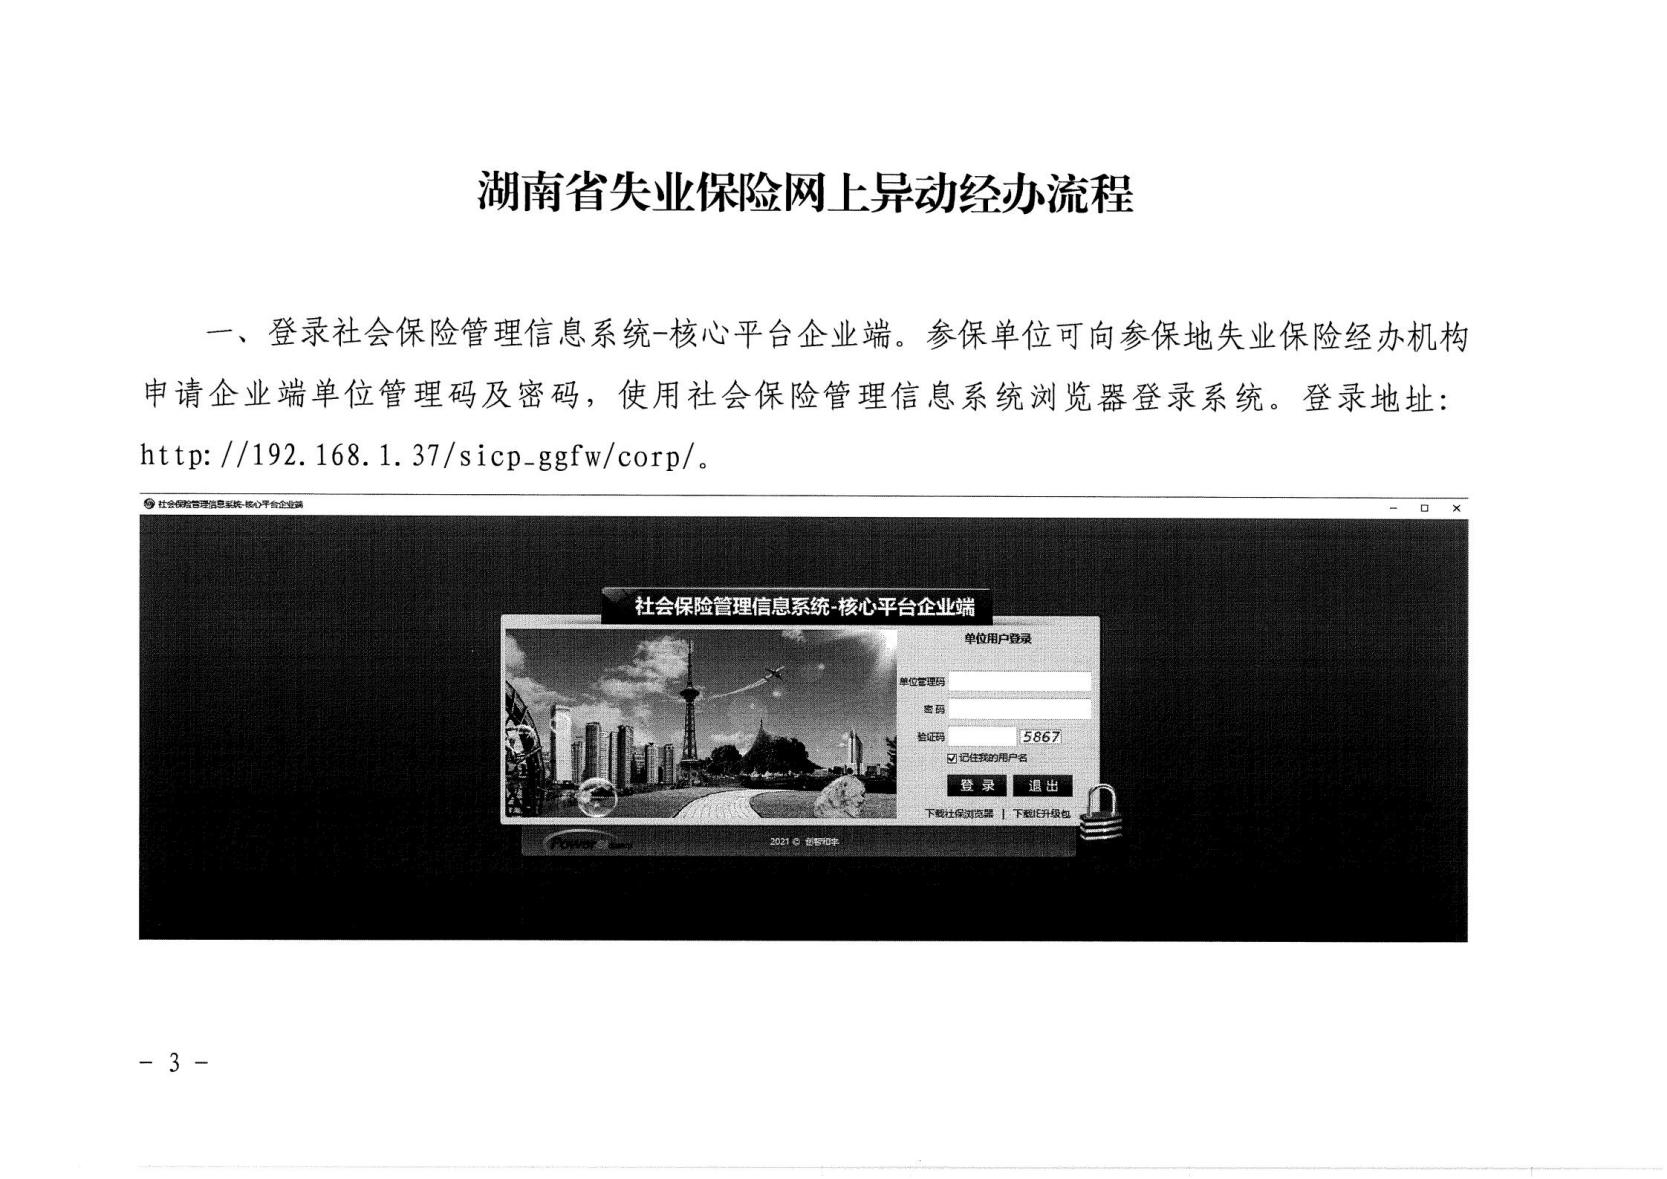 湖南省失业保险网上异动经办流程
一、登录社会保险管理信息系统-核心平台企业端。参保单位可向参保地失业保险经办机构
申请企业端单位管理码及密码，使用社会保险管理信息系统浏览器登录系统。登录地址：
http://192.168.1.37/sicp_ggfw/corp/。
社会保险管理信息系统-核心平台企业端
社会保险管理信息系统-核心平台企业端
单位用户登录
单位管理码
密码
验证码 5867
记住我的用户名
登录 退出
下载社保浏览器 | 下载IE升级包
Power
2021 © 创智和宇
- 3 -